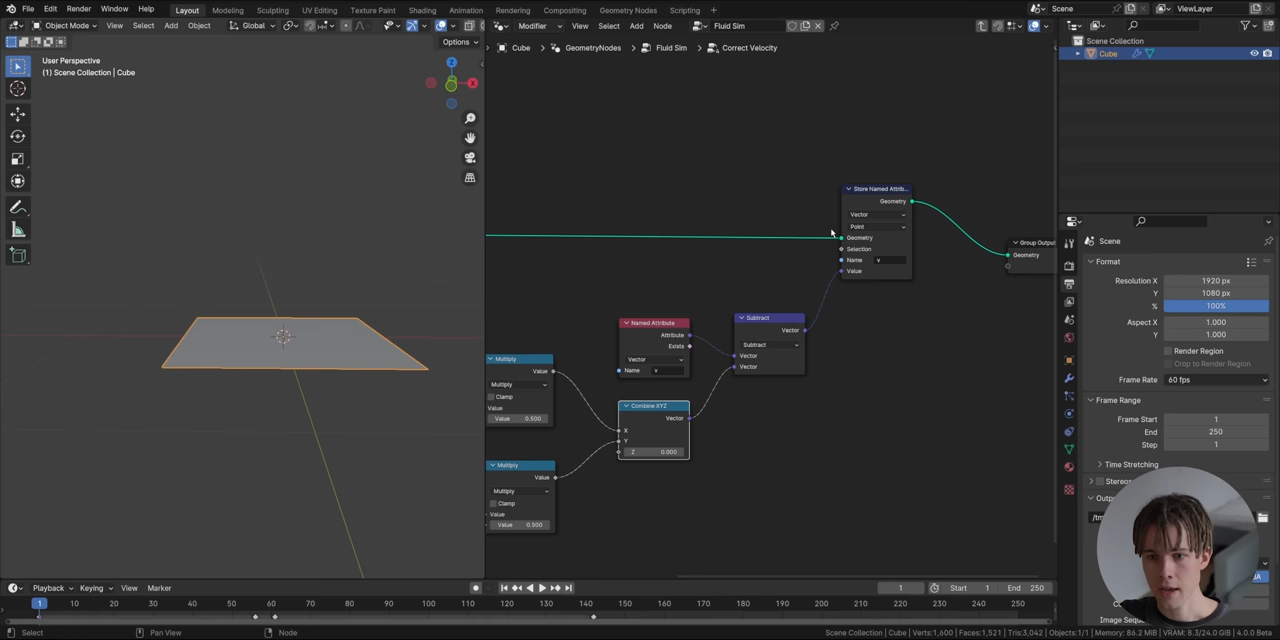 File Edit Render Window Help Layout Modeling Sculpting UV Editing Texture Paint Shading Animation Rendering Compositing Geometry Nodes Scripting + Scene ViewLayer
Object Mode View Select Add Object Global Modifier View Select Add Node Fluid Sim
Options Cube GeometryNodes Fluid Sim Correct Velocity
User Perspective
(1) Scene Collection | Cube
Z
X
Scene Collection
Cube
Store Named Attrib...
Geometry
Vector
Point
Geometry
Selection
Name v
Value
Group Output
Geometry
Named Attribute
Attribute
Exists
Vector
Name v
Subtract
Vector
Subtract
Vector
Vector
Multiply
Value
Multiply
Clamp
Value
Value 0.500
Combine XYZ
Vector
X
Y
Z 0.000
Multiply
Value
Multiply
Clamp
Value
Value 0.500
Scene
Format
Resolution X 1920 px
Y 1080 px
% 100%
Aspect X 1.000
Y 1.000
Render Region
Crop to Render Region
Frame Rate 60 fps
Frame Range
Frame Start 1
End 250
Step 1
Time Stretching
Playback Keying View Marker 1 Start 1 End 250
1 10 20 30 40 50 60 70 80 90 100 110 120 130 140 150 160 170 180 190 200 210 220 230 240 250
Select Pan View Node Scene Collection | Cube | Verts:1,600 | Faces:1,521 | Tris:3,042 | Objects:1/1 | Memory: 86.2 MiB | VRAM: 8.3/24.0 GiB | 4.0.0 Beta